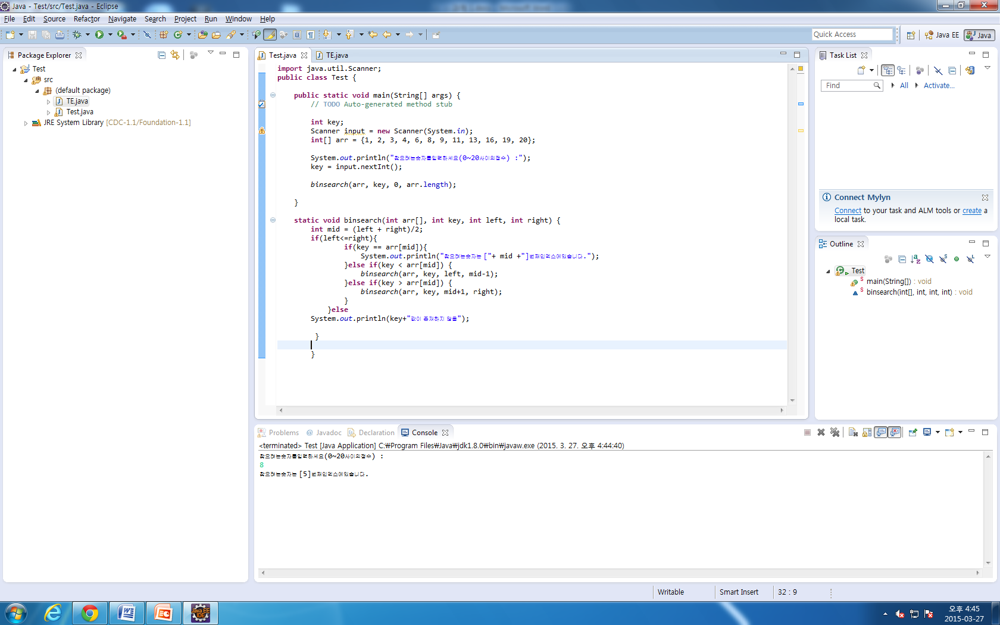 Java - Test/src/Test.java - Eclipse
File Edit Source Refactor Navigate Search Project Run Window Help
Quick Access
Java EE
Java
Package Explorer
Test
src
(default package)
TE.java
Test.java
JRE System Library [CDC-1.1/Foundation-1.1]
Test.java
TE.java
import java.util.Scanner;
public class Test {
public static void main(String[] args) {
// TODO Auto-generated method stub
int key;
Scanner input = new Scanner(System.in);
int[] arr = {1, 2, 3, 4, 6, 8, 9, 11, 13, 16, 19, 20};
System.out.println("찾으려는숫자를입력하세요(0~20사이의정수) :");
key = input.nextInt();
binsearch(arr, key, 0, arr.length);
}
static void binsearch(int arr[], int key, int left, int right) {
int mid = (left + right)/2;
if(left<=right){
if(key == arr[mid]){
System.out.println("찾으려는숫자는 ["+ mid +"]번째인덱스에있습니다.");
}else if(key < arr[mid]) {
binsearch(arr, key, left, mid-1);
}else if(key > arr[mid]) {
binsearch(arr, key, mid+1, right);
}
}else
System.out.println(key+"값이 존재하지 않음");
}
}
Task List
Find
All
Activate...
Connect Mylyn
Connect to your task and ALM tools or create a
local task.
Outline
Test
main(String[]) : void
binsearch(int[], int, int, int) : void
Problems
@ Javadoc
Declaration
Console
<terminated> Test [Java Application] C:₩Program Files₩Java₩jdk1.8.0₩bin₩javaw.exe (2015. 3. 27. 오후 4:44:40)
찾으려는숫자를입력하세요(0~20사이의정수) :
8
찾으려는숫자는 [5]번째인덱스에있습니다.
Writable
Smart Insert
32 : 9
오후 4:45
2015-03-27